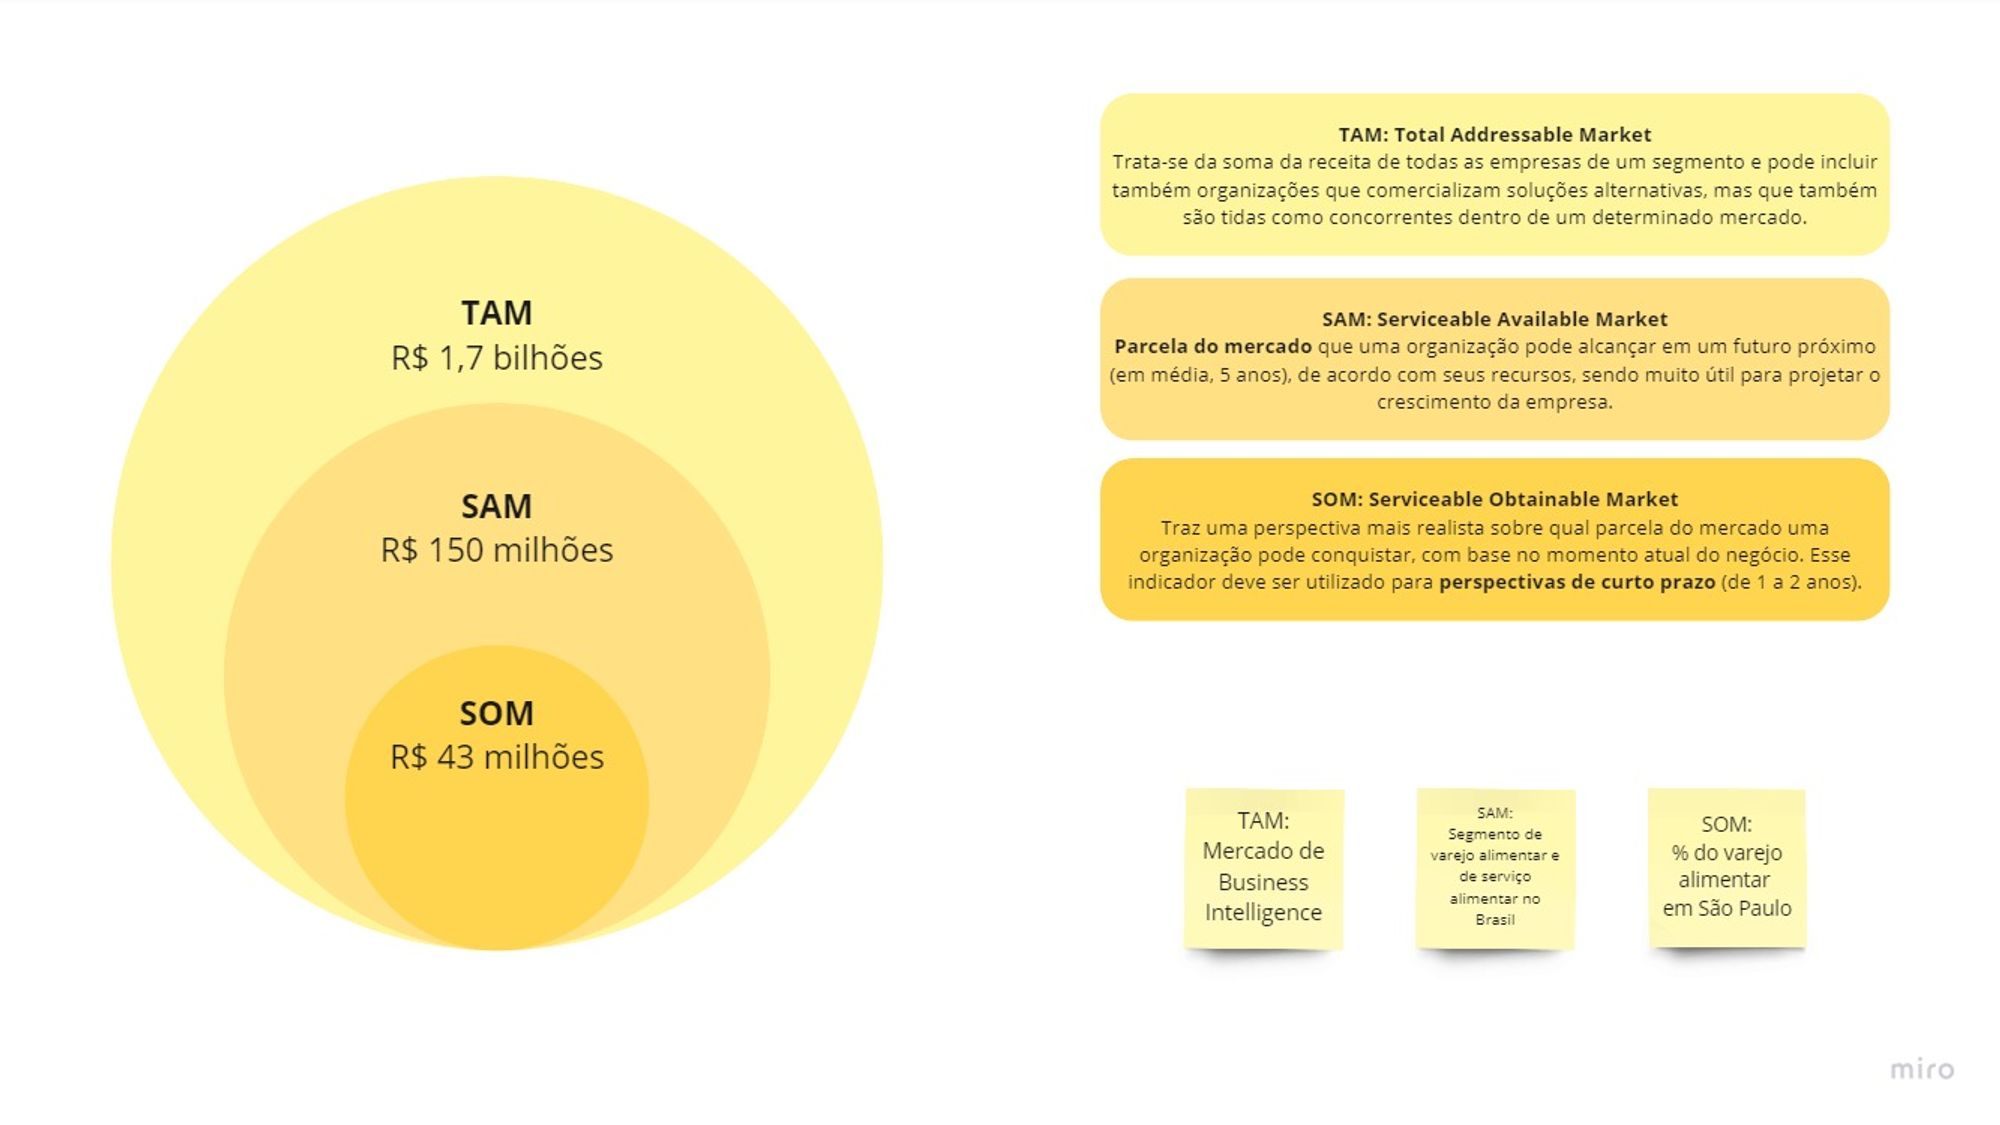 TAM
R$ 1,7 bilhões
SAM
R$ 150 milhões
SOM
R$ 43 milhões
TAM: Total Addressable Market
Trata-se da soma da receita de todas as empresas de um segmento e pode incluir
também organizações que comercializam soluções alternativas, mas que também
são tidas como concorrentes dentro de um determinado mercado.
SAM: Serviceable Available Market
Parcela do mercado que uma organização pode alcançar em um futuro próximo
(em média, 5 anos), de acordo com seus recursos, sendo muito útil para projetar o
crescimento da empresa.
SOM: Serviceable Obtainable Market
Traz uma perspectiva mais realista sobre qual parcela do mercado uma
organização pode conquistar, com base no momento atual do negócio. Esse
indicador deve ser utilizado para perspectivas de curto prazo (de 1 a 2 anos).
TAM:
Mercado de
Business
Intelligence
SAM:
Segmento de
varejo alimentar e
de serviço
alimentar no
Brasil
SOM:
% do varejo
alimentar
em São Paulo
miro